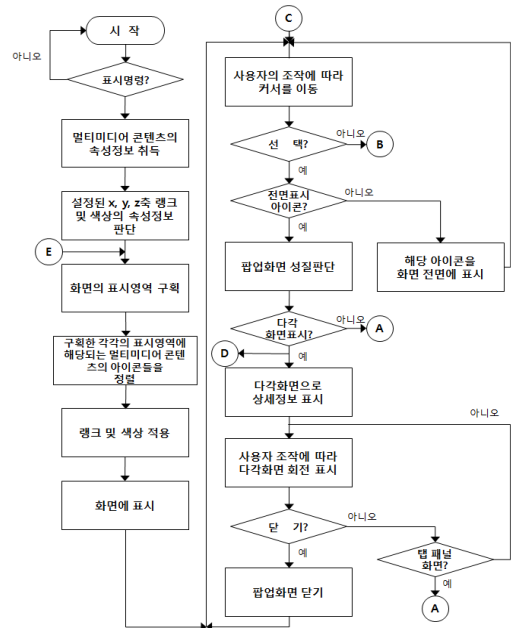 시 작
아니오
표시명령?
멀티미디어 콘텐츠의
속성정보 취득
설정된 x, y, z축 랭크
및 색상의 속성정보
판단
E
화면의 표시영역 구획
구획한 각각의 표시영역에
해당되는 멀티미디어 콘텐
츠의 아이콘들을
정렬
랭크 및 색상 적용
화면에 표시
C
사용자의 조작에 따라
커서를 이동
선 택?
아니오
B
예
전면표시
아이콘?
아니오
예
해당 아이콘을
화면 전면에 표시
팝업화면 성질판단
다각
화면표시?
아니오
A
D
예
다각화면으로
상세정보 표시
아니오
사용자 조작에 따라
다각화면 회전 표시
닫 기?
아니오
예
탭 패널
화면?
예
팝업화면 닫기
A